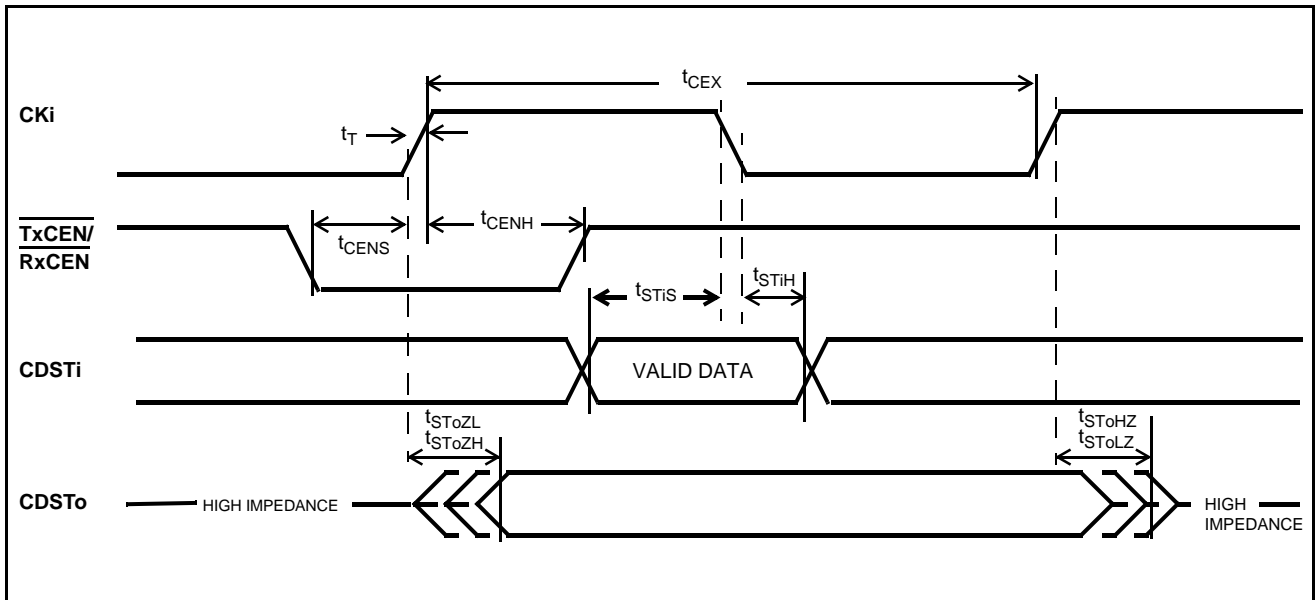 tCEX
CKi
tT
TxCEN/
RxCEN
tCENS
tCENH
tSTiS
tSTiH
CDSTi
VALID DATA
tSToZL
tSToZH
tSToHZ
tSToLZ
CDSTo
HIGH IMPEDANCE
HIGH
IMPEDANCE